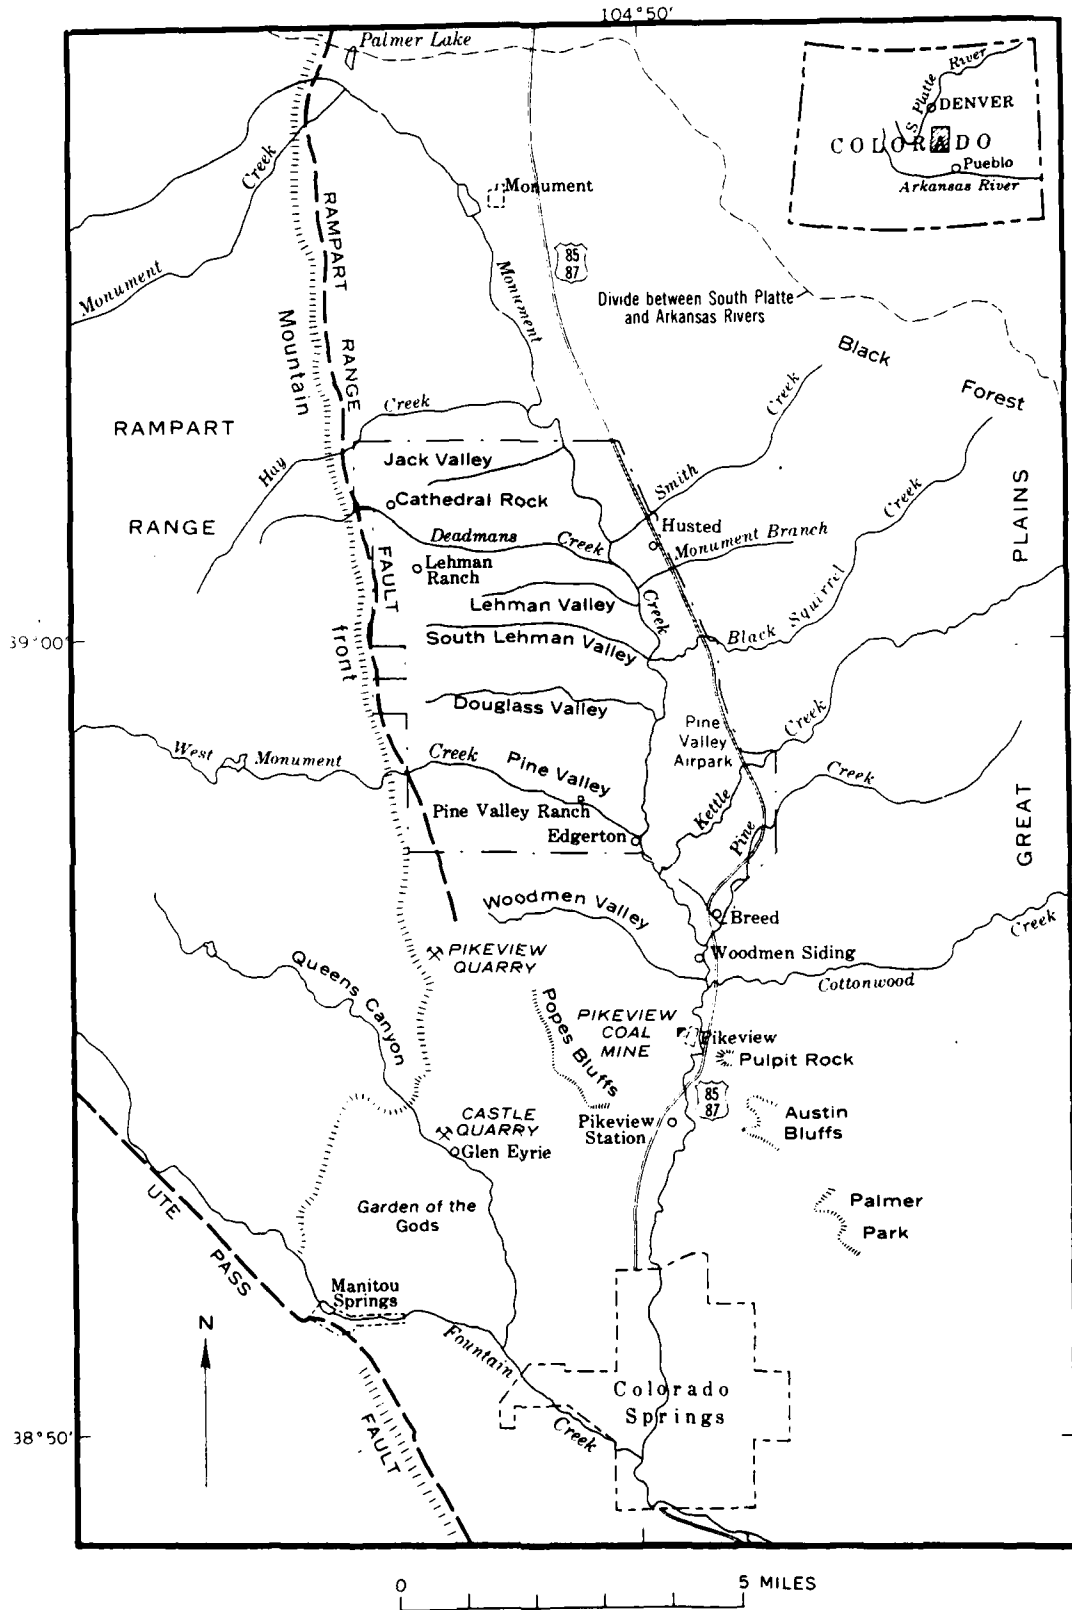 104°50'
Palmer Lake
S. Platte River
DENVER
COLORADO
Pueblo
Arkansas River
Creek
Monument
Monument
85
87
Monument
Divide between South Platte
and Arkansas Rivers
RAMPART RANGE FAULT
Mountain front
Black
Forest
Creek
RAMPART
RANGE
Hay
Creek
Jack Valley
Cathedral Rock
Smith
Creek
PLAINS
Husted
Deadmans
Creek
Monument Branch
Lehman
Ranch
Lehman Valley
Creek
39°00'
South Lehman Valley
Black
Squirrel
Douglass Valley
Pine
Valley
Airpark
Creek
West
Monument
Creek
Pine Valley
Creek
Pine Valley Ranch
Kettle
Edgerton
Pine
GREAT
Woodmen Valley
Breed
Creek
PIKEVIEW
QUARRY
Woodmen Siding
Cottonwood
Queens Canyon
Popes Bluffs
PIKEVIEW
COAL
MINE
Pikeview
Pulpit Rock
85
87
CASTLE
QUARRY
Pikeview
Station
Austin
Bluffs
Glen Eyrie
UTE
PASS
FAULT
Garden of the
Gods
Palmer
Park
Manitou
Springs
N
Fountain
Creek
Colorado
Springs
38°50'
0
5 MILES